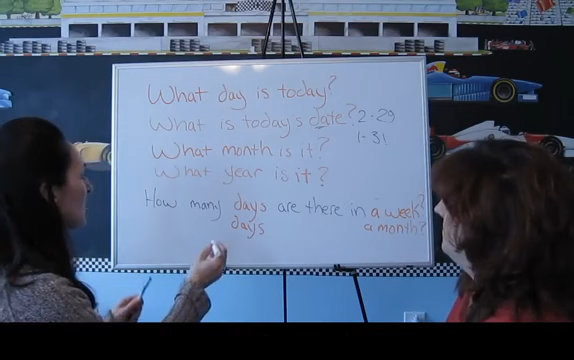 What day is today?
What is today's date? 2-29
1-31
What month is it?
What year is it?
How many days are there in a week?
days a month?